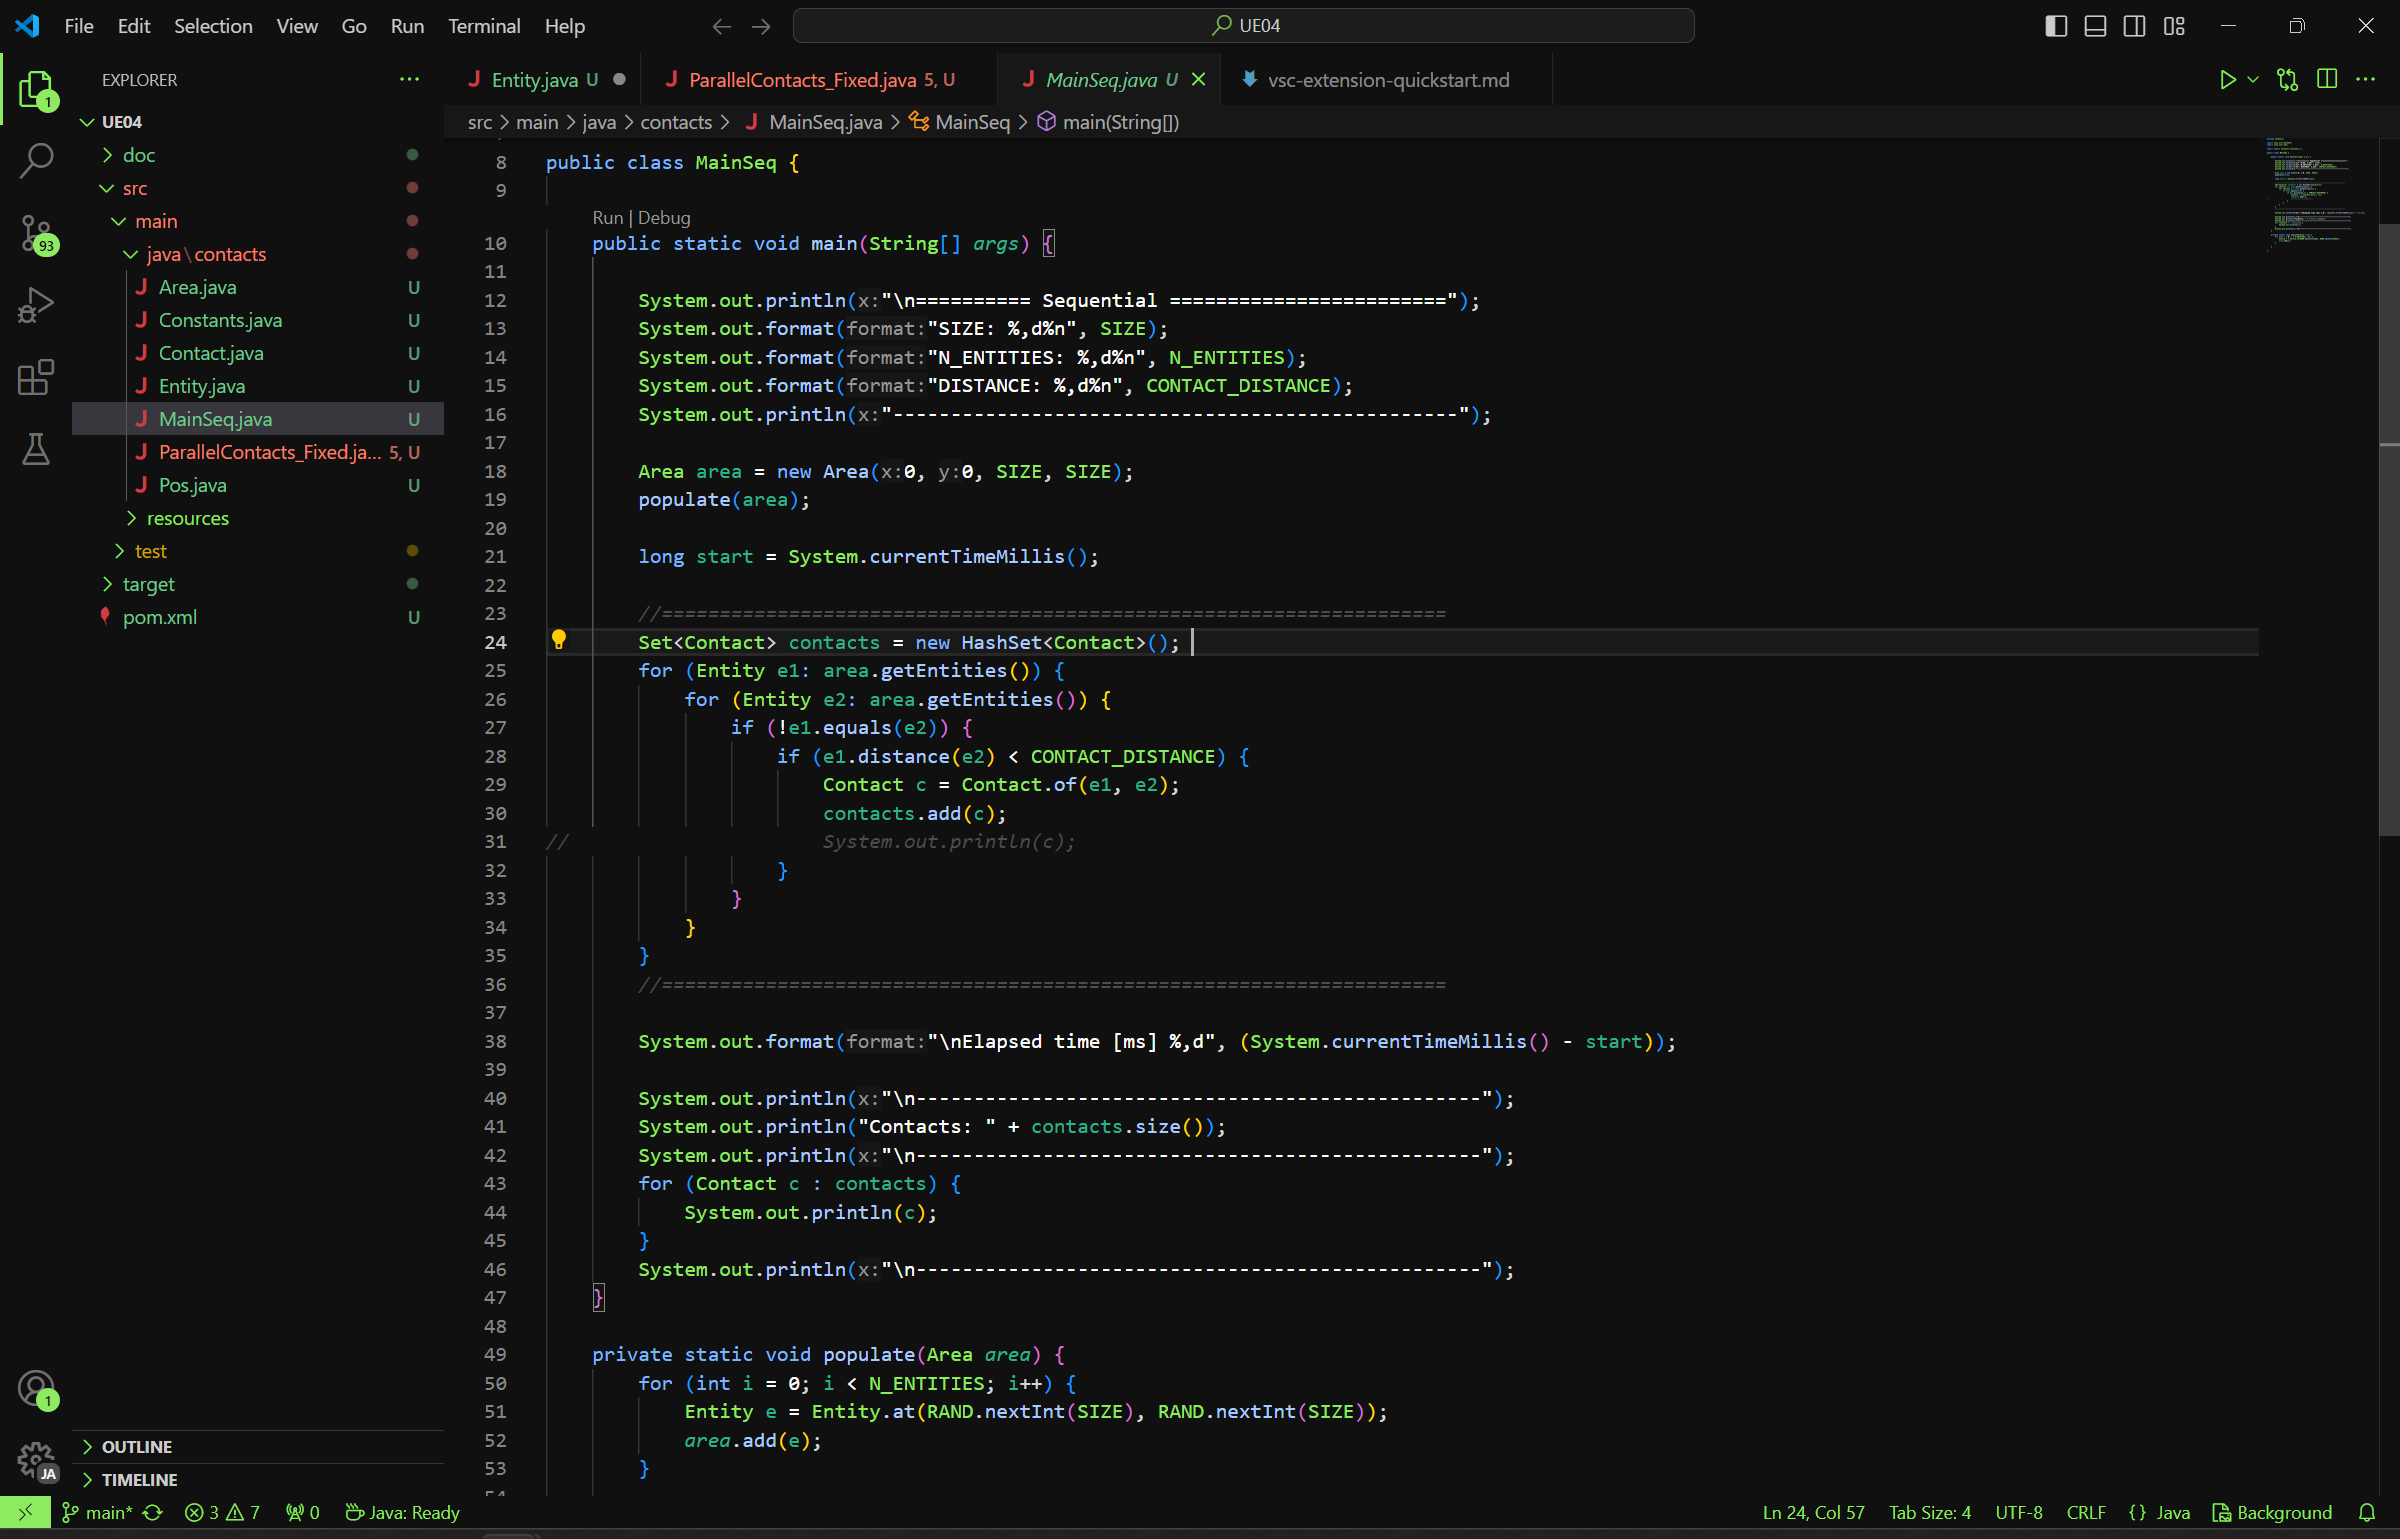 File Edit Selection View Go Run Terminal Help
UE04
EXPLORER
UE04
doc
src
main
java\contacts
Area.java U
Constants.java U
Contact.java U
Entity.java U
MainSeq.java U
ParallelContacts_Fixed.ja... 5, U
Pos.java U
resources
test
target
pom.xml U
OUTLINE
TIMELINE
1
93
1
JA
Entity.java U
ParallelContacts_Fixed.java 5, U
MainSeq.java U
vsc-extension-quickstart.md
src > main > java > contacts > MainSeq.java > MainSeq > main(String[])
8 public class MainSeq {
9
Run | Debug
10 public static void main(String[] args) {
11
12 System.out.println(x:"\n========== Sequential ========================");
13 System.out.format(format:"SIZE: %,d%n", SIZE);
14 System.out.format(format:"N_ENTITIES: %,d%n", N_ENTITIES);
15 System.out.format(format:"DISTANCE: %,d%n", CONTACT_DISTANCE);
16 System.out.println(x:"-------------------------------------------------");
17
18 Area area = new Area(x:0, y:0, SIZE, SIZE);
19 populate(area);
20
21 long start = System.currentTimeMillis();
22
23 //====================================================================
24 Set<Contact> contacts = new HashSet<Contact>();
25 for (Entity e1: area.getEntities()) {
26 for (Entity e2: area.getEntities()) {
27 if (!e1.equals(e2)) {
28 if (e1.distance(e2) < CONTACT_DISTANCE) {
29 Contact c = Contact.of(e1, e2);
30 contacts.add(c);
31 // System.out.println(c);
32 }
33 }
34 }
35 }
36 //====================================================================
37
38 System.out.format(format:"\nElapsed time [ms] %,d", (System.currentTimeMillis() - start));
39
40 System.out.println(x:"\n-------------------------------------------------");
41 System.out.println("Contacts: " + contacts.size());
42 System.out.println(x:"\n-------------------------------------------------");
43 for (Contact c : contacts) {
44 System.out.println(c);
45 }
46 System.out.println(x:"\n-------------------------------------------------");
47 }
48
49 private static void populate(Area area) {
50 for (int i = 0; i < N_ENTITIES; i++) {
51 Entity e = Entity.at(RAND.nextInt(SIZE), RAND.nextInt(SIZE));
52 area.add(e);
53 }
main* 3 7 0 Java: Ready
Ln 24, Col 57 Tab Size: 4 UTF-8 CRLF {} Java Background